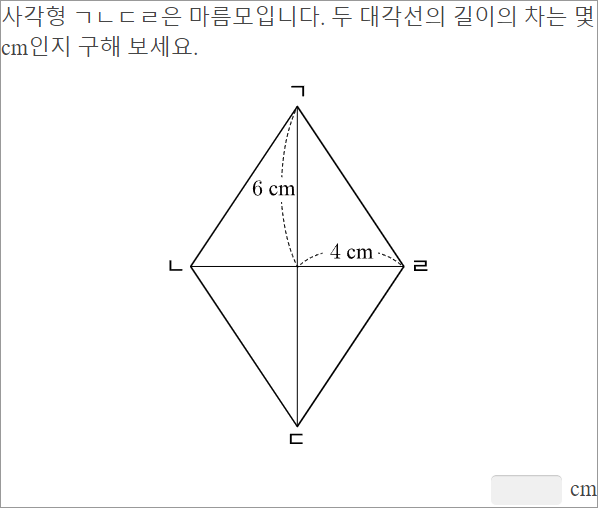 사각형 ㄱㄴㄷㄹ은 마름모입니다. 두 대각선의 길이의 차는 몇
cm인지 구해 보세요.
ㄱ
6 cm
4 cm
ㄴ
ㄹ
ㄷ
cm